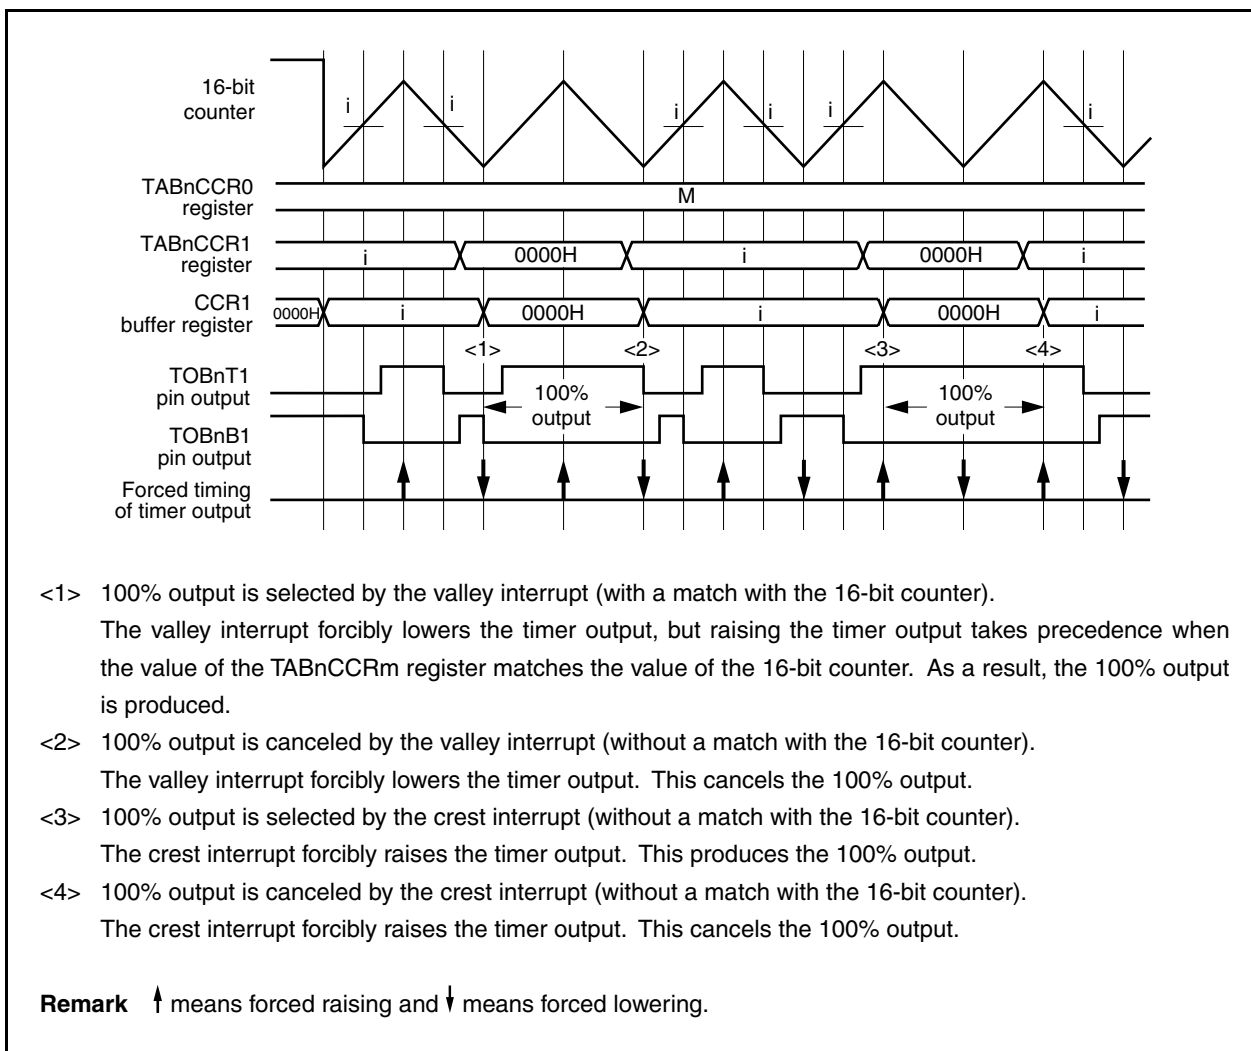 16-bit
counter
i i i i i i
TABnCCR0
register
M
TABnCCR1
register
i 0000H i 0000H i
CCR1
buffer register
0000H i 0000H i 0000H i
<1> <2> <3> <4>
TOBnT1
pin output
100%
output
100%
output
TOBnB1
pin output
Forced timing
of timer output
<1> 100% output is selected by the valley interrupt (with a match with the 16-bit counter).
The valley interrupt forcibly lowers the timer output, but raising the timer output takes precedence when
the value of the TABnCCRm register matches the value of the 16-bit counter. As a result, the 100% output
is produced.
<2> 100% output is canceled by the valley interrupt (without a match with the 16-bit counter).
The valley interrupt forcibly lowers the timer output. This cancels the 100% output.
<3> 100% output is selected by the crest interrupt (without a match with the 16-bit counter).
The crest interrupt forcibly raises the timer output. This produces the 100% output.
<4> 100% output is canceled by the crest interrupt (without a match with the 16-bit counter).
The crest interrupt forcibly raises the timer output. This cancels the 100% output.
Remark ↑ means forced raising and ↓ means forced lowering.